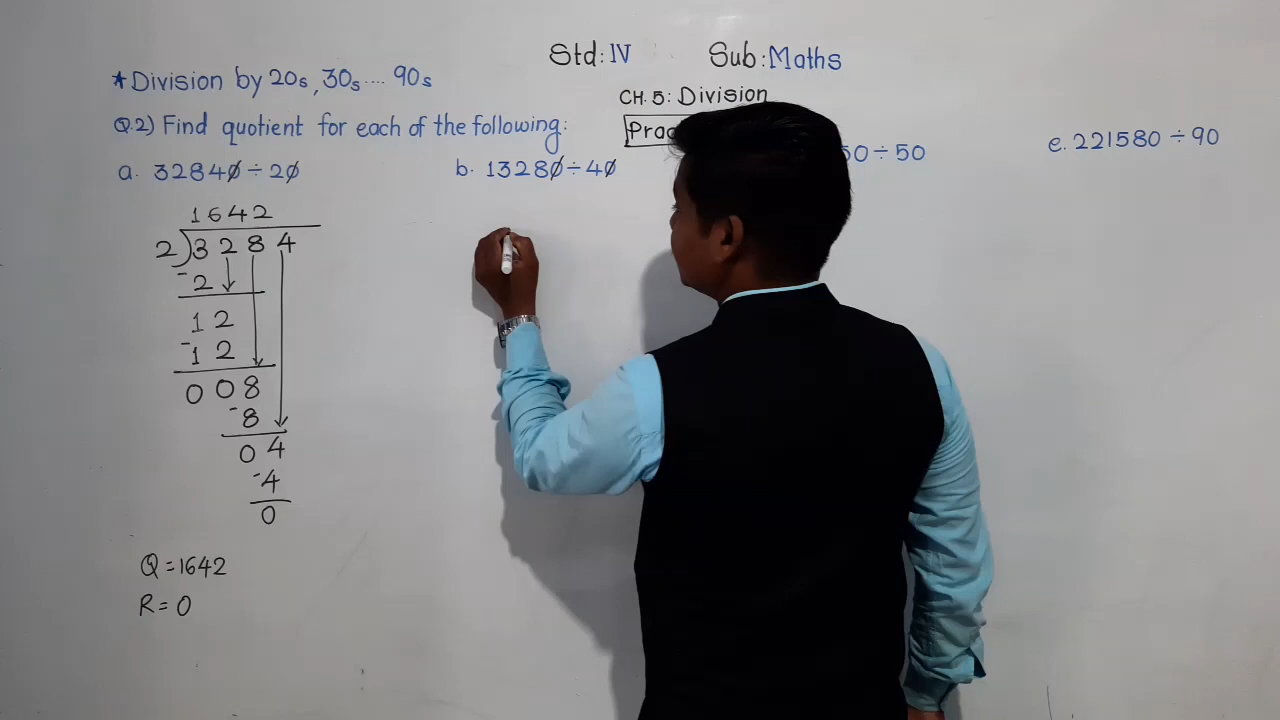 Std: IV Sub: Maths
*Division by 20s, 30s .... 90s
CH. 5: Division
Q.2) Find quotient for each of the following:
a. 32840 ÷ 20
b. 13280 ÷ 40
50 ÷ 50
e. 221580 ÷ 90
1642
2)3284
-2
12
-12
008
-8
04
-4
0
Q = 1642
R = 0